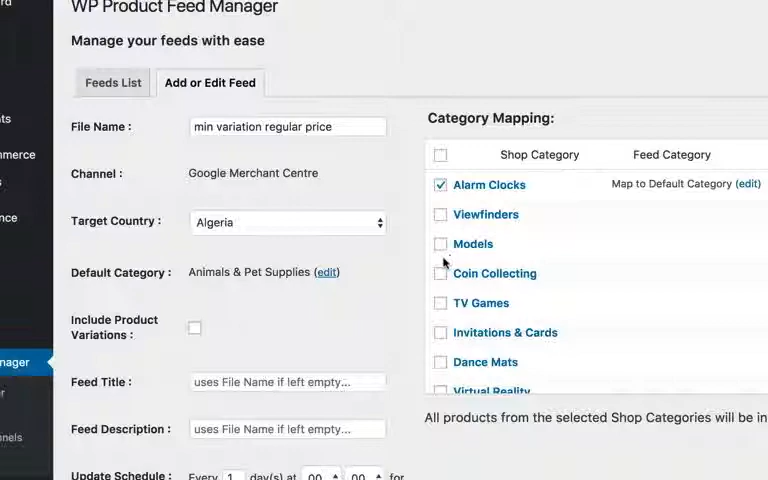 WP Product Feed Manager
Manage your feeds with ease
Feeds List
Add or Edit Feed
File Name :
min variation regular price
Channel :
Google Merchant Centre
Target Country :
Algeria
Default Category :
Animals & Pet Supplies (edit)
Include Product
Variations :
Feed Title :
uses File Name if left empty...
Feed Description :
uses File Name if left empty...
Update Schedule :
Every 1 day(s) at 00 00 for
Category Mapping:
Shop Category
Feed Category
Alarm Clocks
Map to Default Category (edit)
Viewfinders
Models
Coin Collecting
TV Games
Invitations & Cards
Dance Mats
Virtual Reality
All products from the selected Shop Categories will be in